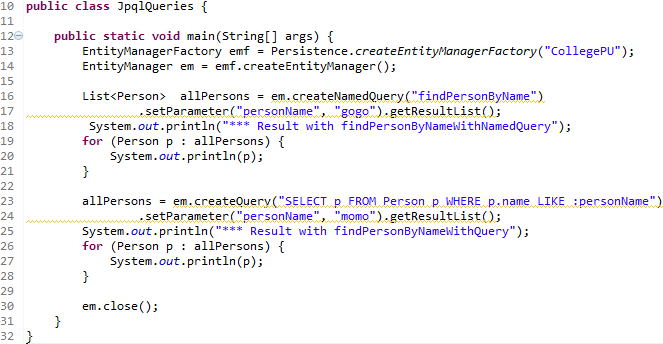 10 public class JpqlQueries {
11
12 public static void main(String[] args) {
13 EntityManagerFactory emf = Persistence.createEntityManagerFactory("CollegePU");
14 EntityManager em = emf.createEntityManager();
15
16 List<Person>  allPersons = em.createNamedQuery("findPersonByName")
17 .setParameter("personName", "gogo").getResultList();
18 System.out.println("*** Result with findPersonByNameWithNamedQuery");
19 for (Person p : allPersons) {
20 System.out.println(p);
21 }
22
23 allPersons = em.createQuery("SELECT p FROM Person p WHERE p.name LIKE :personName")
24 .setParameter("personName", "momo").getResultList();
25 System.out.println("*** Result with findPersonByNameWithQuery");
26 for (Person p : allPersons) {
27 System.out.println(p);
28 }
29
30 em.close();
31 }
32 }